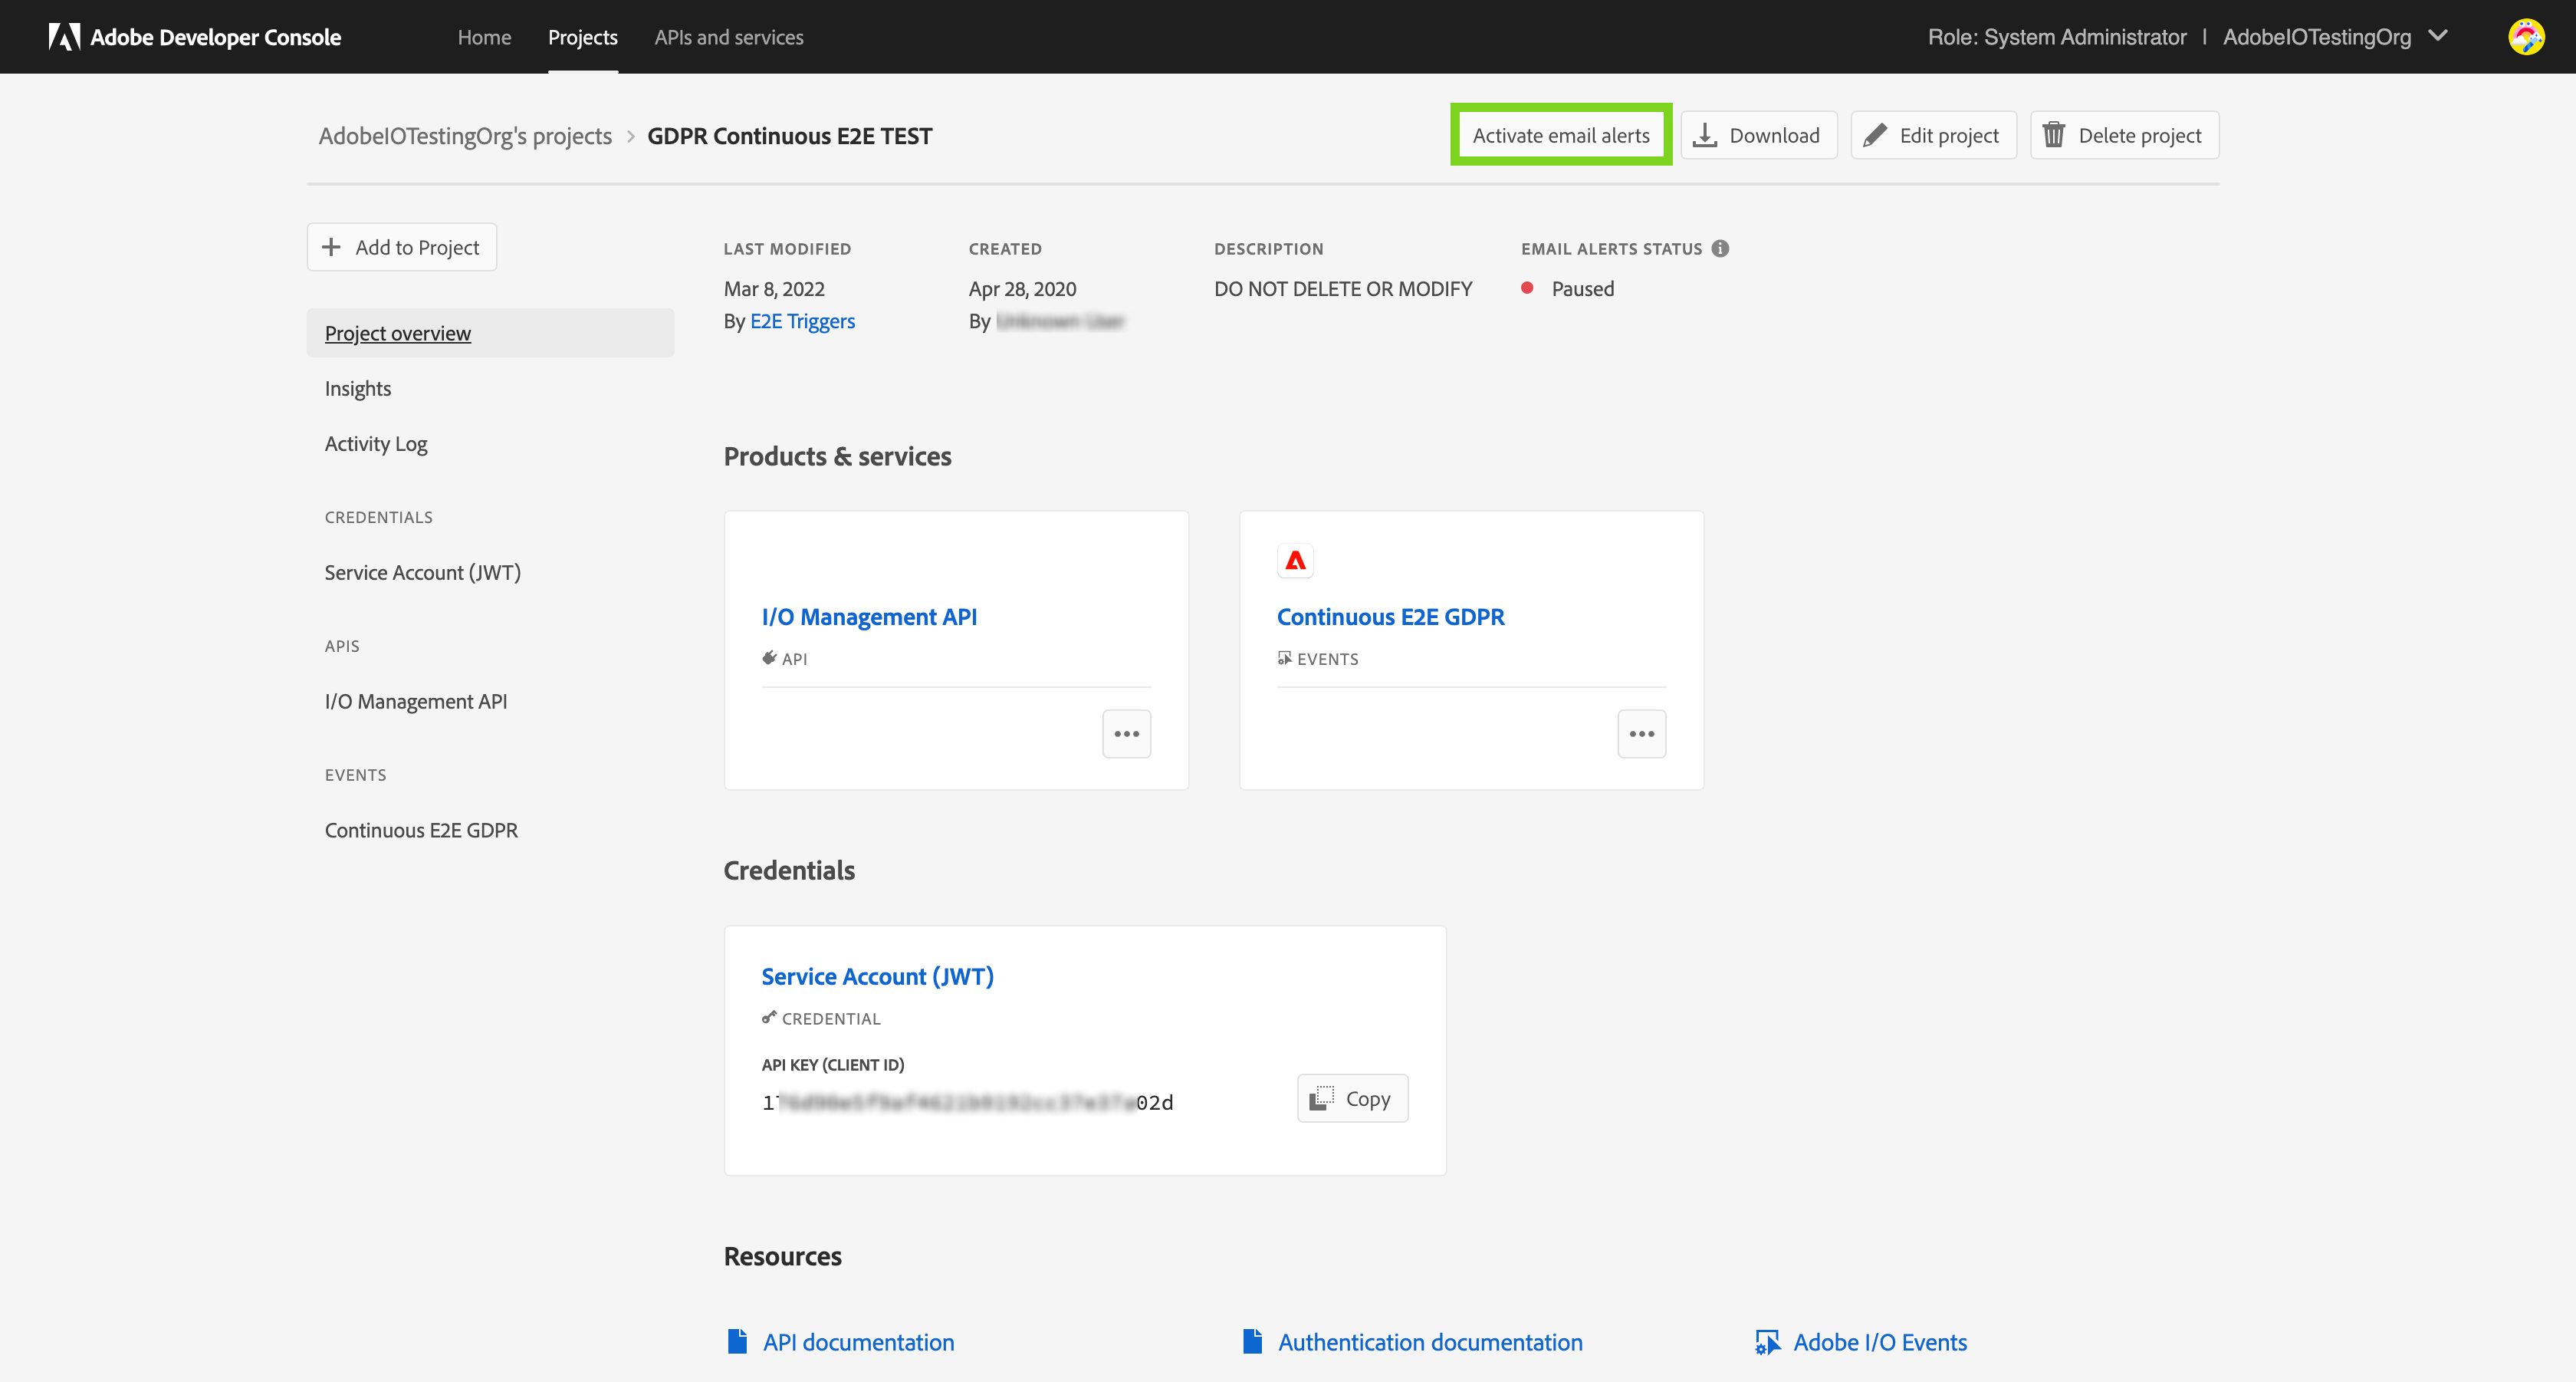 Adobe Developer Console
Home
Projects
APIs and services
Role: System Administrator | AdobeIOTestingOrg
AdobeIOTestingOrg's projects > GDPR Continuous E2E TEST
Activate email alerts
Download
Edit project
Delete project
Add to Project
Project overview
Insights
Activity Log
CREDENTIALS
Service Account (JWT)
APIS
I/O Management API
EVENTS
Continuous E2E GDPR
LAST MODIFIED
Mar 8, 2022
By E2E Triggers
CREATED
Apr 28, 2020
By
DESCRIPTION
DO NOT DELETE OR MODIFY
EMAIL ALERTS STATUS
Paused
Products & services
I/O Management API
API
Continuous E2E GDPR
EVENTS
Credentials
Service Account (JWT)
CREDENTIAL
API KEY (CLIENT ID)
02d
Copy
Resources
API documentation
Authentication documentation
Adobe I/O Events